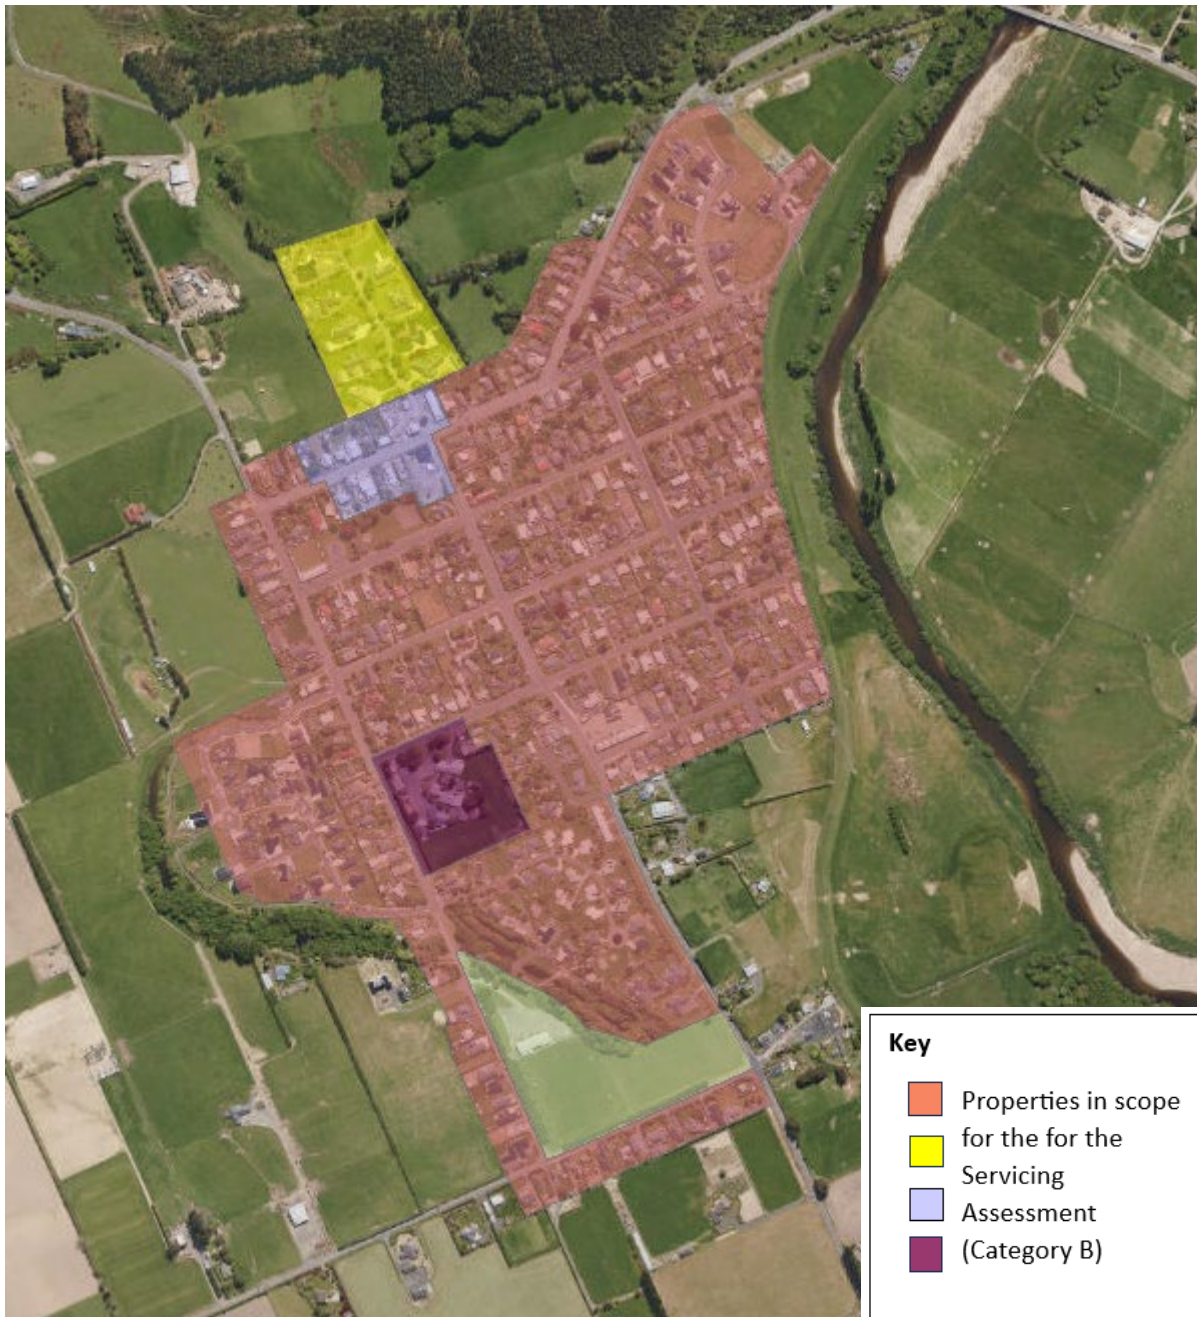 Key
Properties in scope
for the for the
Servicing
Assessment
(Category B)